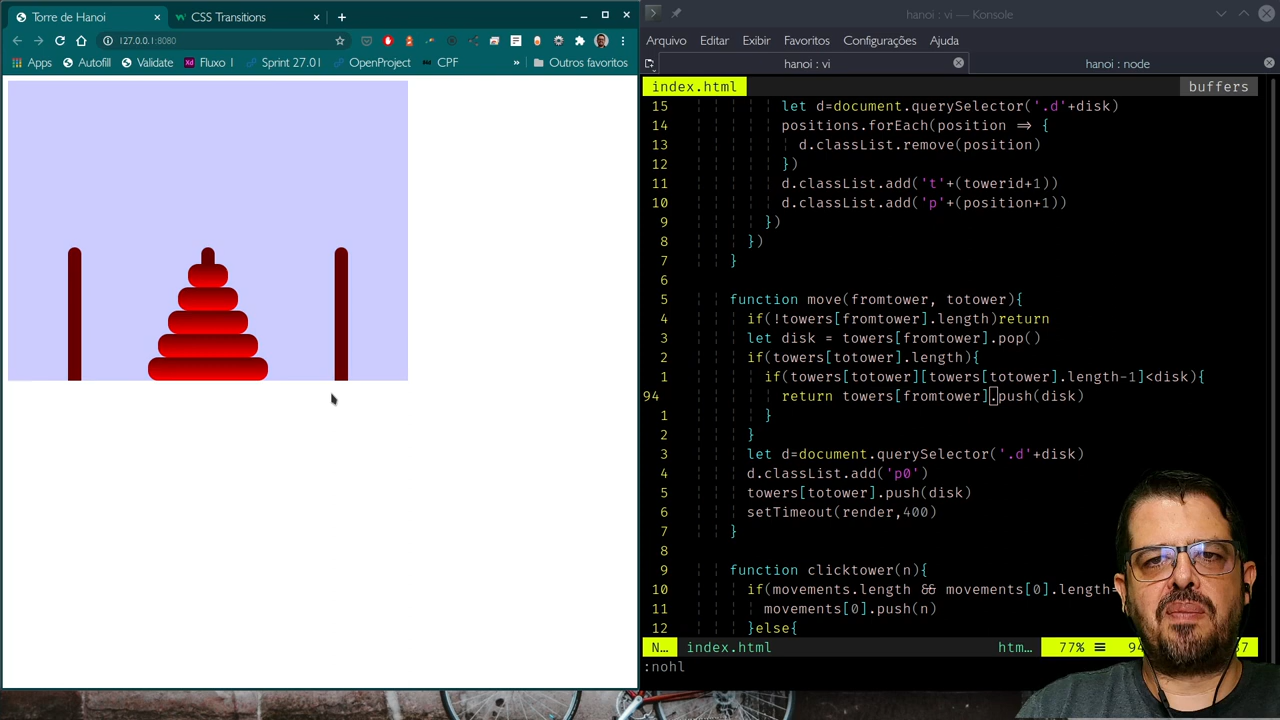 Torre de Hanoi
CSS Transitions
127.0.0.1:8080
Apps
Autofill
Validate
Fluxo 1
Sprint 27.01
OpenProject
CPF
»
Outros favoritos
hanoi : vi — Konsole
Arquivo Editar Exibir Favoritos Configurações Ajuda
hanoi : vi
hanoi : node
index.html
buffers
15 let d=document.querySelector('.d'+disk)
14 positions.forEach(position => {
13 d.classList.remove(position)
12 })
11 d.classList.add('t'+(towerid+1))
10 d.classList.add('p'+(position+1))
9 })
8 })
7 }
6
5 function move(fromtower, totower){
4 if(!towers[fromtower].length)return
3 let disk = towers[fromtower].pop()
2 if(towers[totower].length){
1 if(towers[totower][towers[totower].length-1]<disk){
94 return towers[fromtower].push(disk)
1 }
2 }
3 let d=document.querySelector('.d'+disk)
4 d.classList.add('p0')
5 towers[totower].push(disk)
6 setTimeout(render,400)
7 }
8
9 function clicktower(n){
10 if(movements.length && movements[0].length=
11 movements[0].push(n)
12 }else{
N… index.html htm… 77% ☰
:nohl